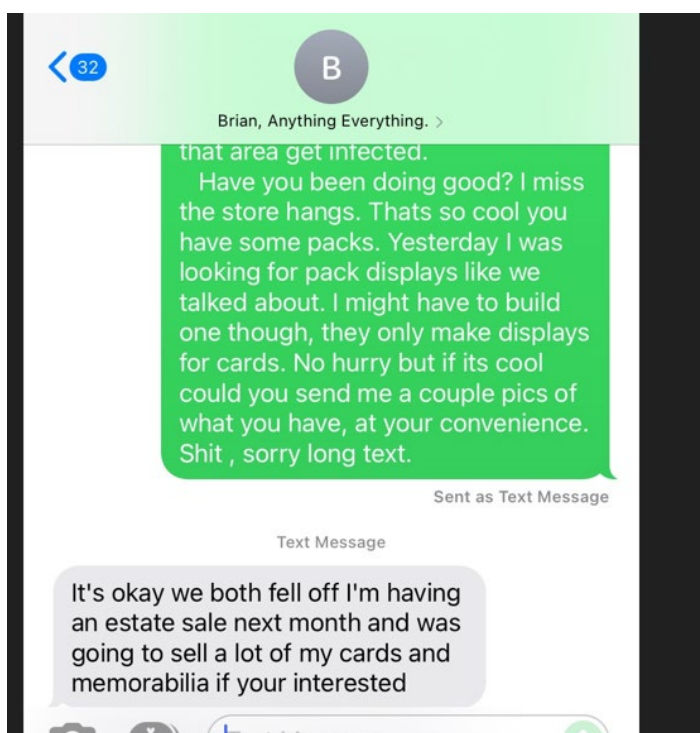 32
B
Brian, Anything Everything. >
that area get infected.
Have you been doing good? I miss
the store hangs. Thats so cool you
have some packs. Yesterday I was
looking for pack displays like we
talked about. I might have to build
one though, they only make displays
for cards. No hurry but if its cool
could you send me a couple pics of
what you have, at your convenience.
Shit , sorry long text.
Sent as Text Message
Text Message
It's okay we both fell off I'm having
an estate sale next month and was
going to sell a lot of my cards and
memorabilia if your interested